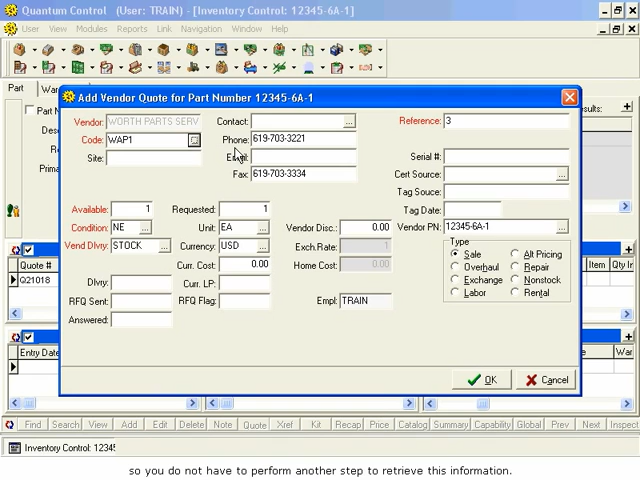 Quantum Control (User: TRAIN) - [Inventory Control: 12345-6A-1]
User View Modules Reports Link Navigation Window Help
Part
Add Vendor Quote for Part Number 12345-6A-1
Vendor: WORTH PARTS SERV Contact: Reference: 3
Code: WAP1 Phone: 619-703-3221
Site: Email: Serial #:
Fax: 619-703-3334 Cert Source:
Tag Souce:
Available: 1 Requested: 1 Tag Date:
Condition: NE Unit: EA Vendor Disc.: 0.00 Vendor PN: 12345-6A-1
Vend Dlvry: STOCK Currency: USD Exch.Rate: 1 Type
Curr. Cost: 0.00 Home Cost: 0.00 Sale Alt Pricing
Dlvry: Curr. LP: Overhaul Repair
RFQ Sent: RFQ Flag: Empl: TRAIN Exchange Nonstock
Answered: Labor Rental
OK Cancel
Quote #
Q21018
Item Qty In
Entry Date
Find Search View Add Edit Delete Note Quote Xref Kit Recap Price Catalog Summary Capability Global Prev Next Inspect
Inventory Control: 1234
so you do not have to perform another step to retrieve this information.